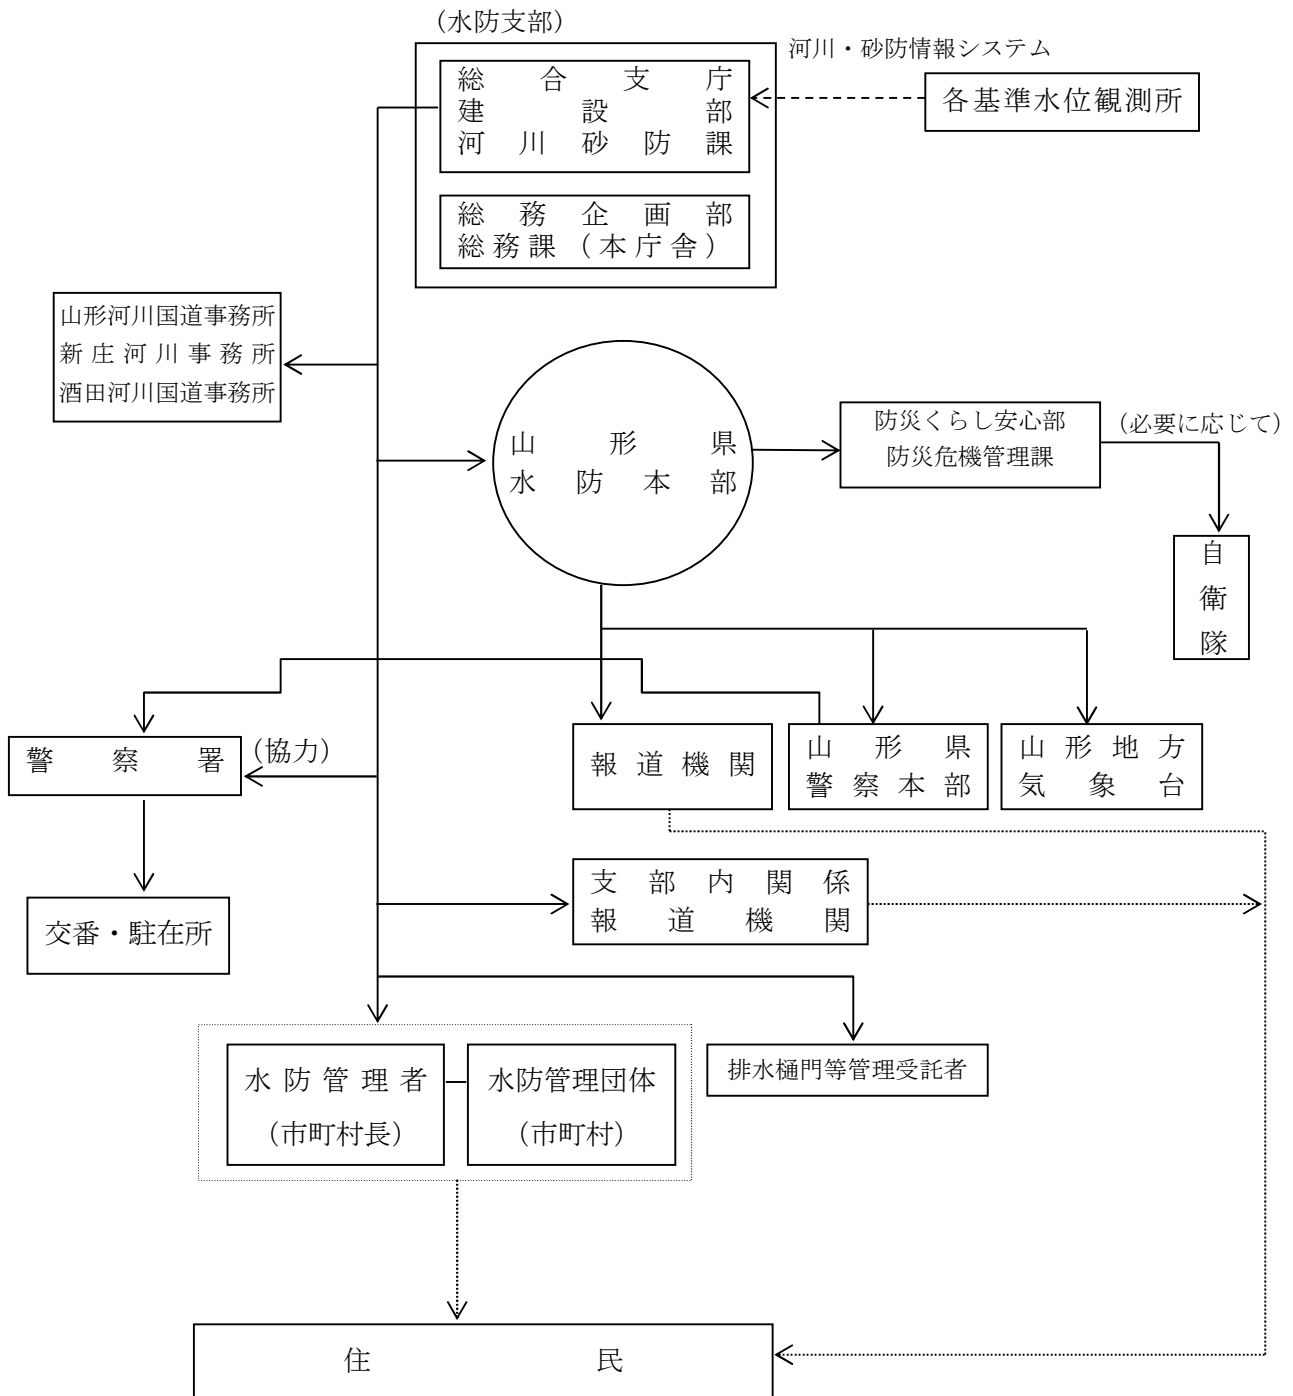 （水防支部）
河川・砂防情報システム
総合支庁
建設部
河川砂防課
各基準水位観測所
総務企画部
総務課（本庁舎）
山形河川国道事務所
新庄河川事務所
酒田河川国道事務所
山形県
水防本部
防災くらし安心部
防災危機管理課
（必要に応じて）
自衛隊
警察署
（協力）
報道機関
山形県
警察本部
山形地方
気象台
支部内関係
報道機関
交番・駐在所
水防管理者
（市町村長）
水防管理団体
（市町村）
排水樋門等管理受託者
住民